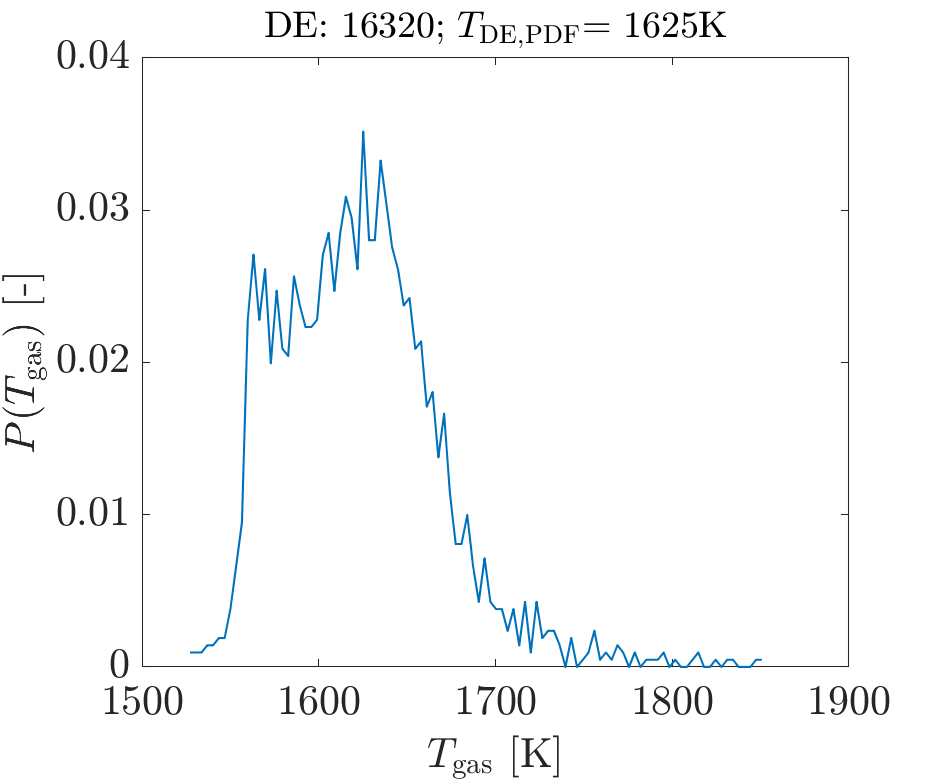 DE: 16320; T_DE,PDF= 1625K
0.04
0.03
0.02
0.01
0
P(T_gas) [-]
1500 1600 1700 1800 1900
T_gas [K]